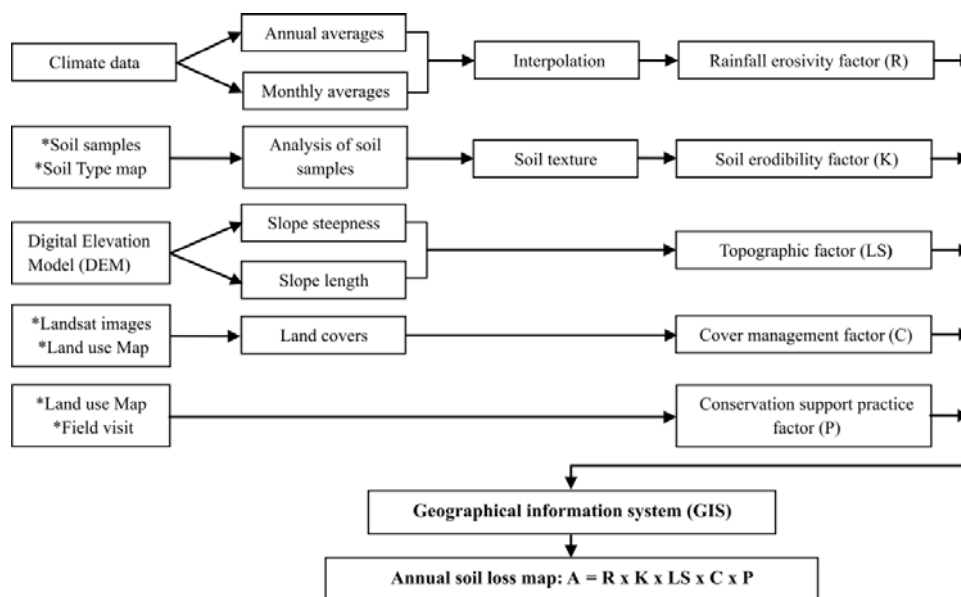 Annual averages
Climate data
Interpolation
Rainfall erosivity factor (R)
Monthly averages
*Soil samples
*Soil Type map
Analysis of soil
samples
Soil texture
Soil erodibility factor (K)
Slope steepness
Digital Elevation
Model (DEM)
Topographic factor (LS)
Slope length
*Landsat images
*Land use Map
Land covers
Cover management factor (C)
*Land use Map
*Field visit
Conservation support practice
factor (P)
Geographical information system (GIS)
Annual soil loss map: A = R x K x LS x C x P